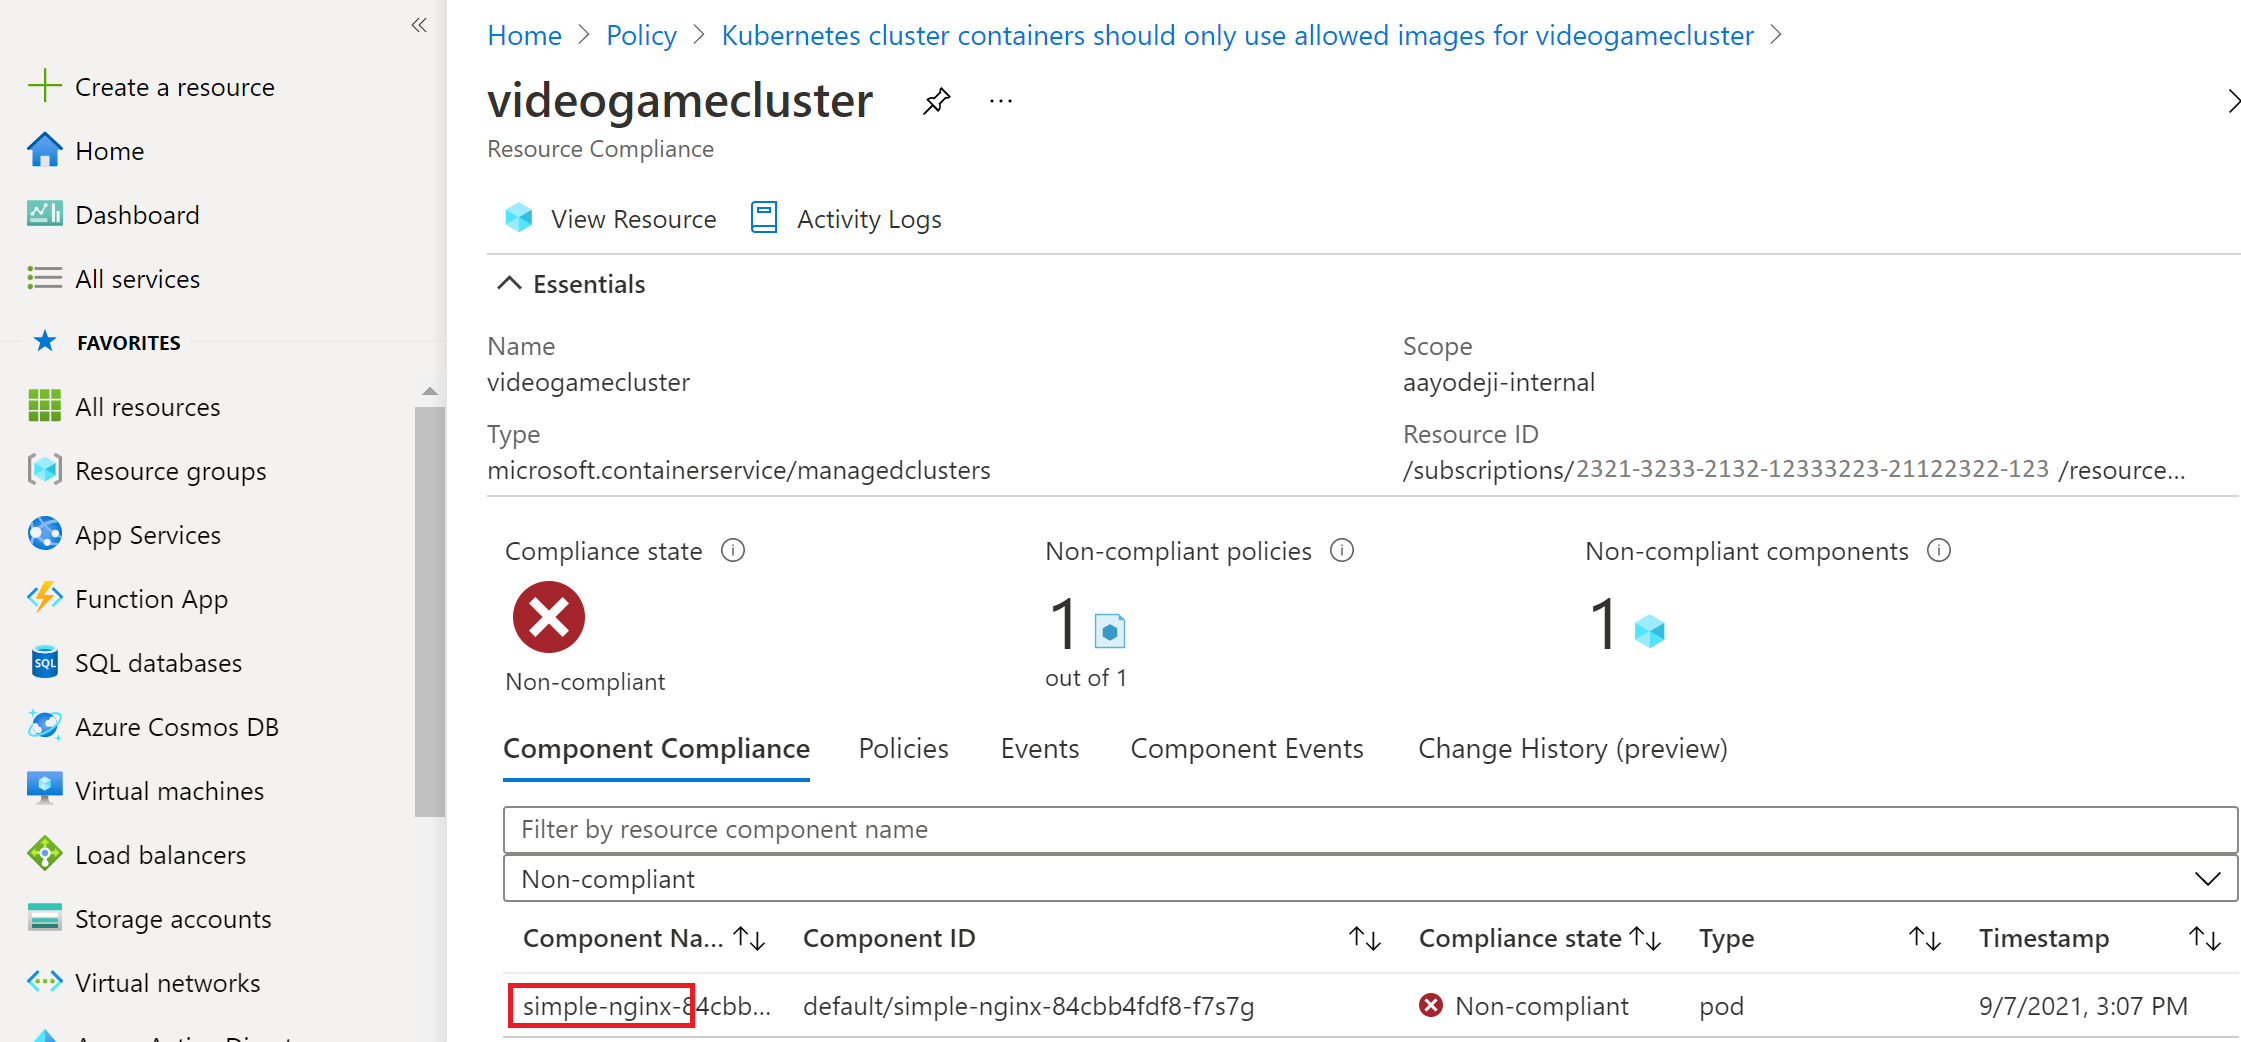 Create a resource
Home
Dashboard
All services
FAVORITES
All resources
Resource groups
App Services
Function App
SQL databases
Azure Cosmos DB
Virtual machines
Load balancers
Storage accounts
Virtual networks
Home > Policy > Kubernetes cluster containers should only use allowed images for videogamecluster >
videogamecluster
Resource Compliance
View Resource Activity Logs
Essentials
Name
videogamecluster
Scope
aayodeji-internal
Type
microsoft.containerservice/managedclusters
Resource ID
/subscriptions/2321-3233-2132-12333223-21122322-123 /resource...
Compliance state
Non-compliant
Non-compliant policies
1
out of 1
Non-compliant components
1
Component Compliance Policies Events Component Events Change History (preview)
Filter by resource component name
Non-compliant
Component Na... Component ID Compliance state Type Timestamp
simple-nginx-84cbb... default/simple-nginx-84cbb4fdf8-f7s7g Non-compliant pod 9/7/2021, 3:07 PM